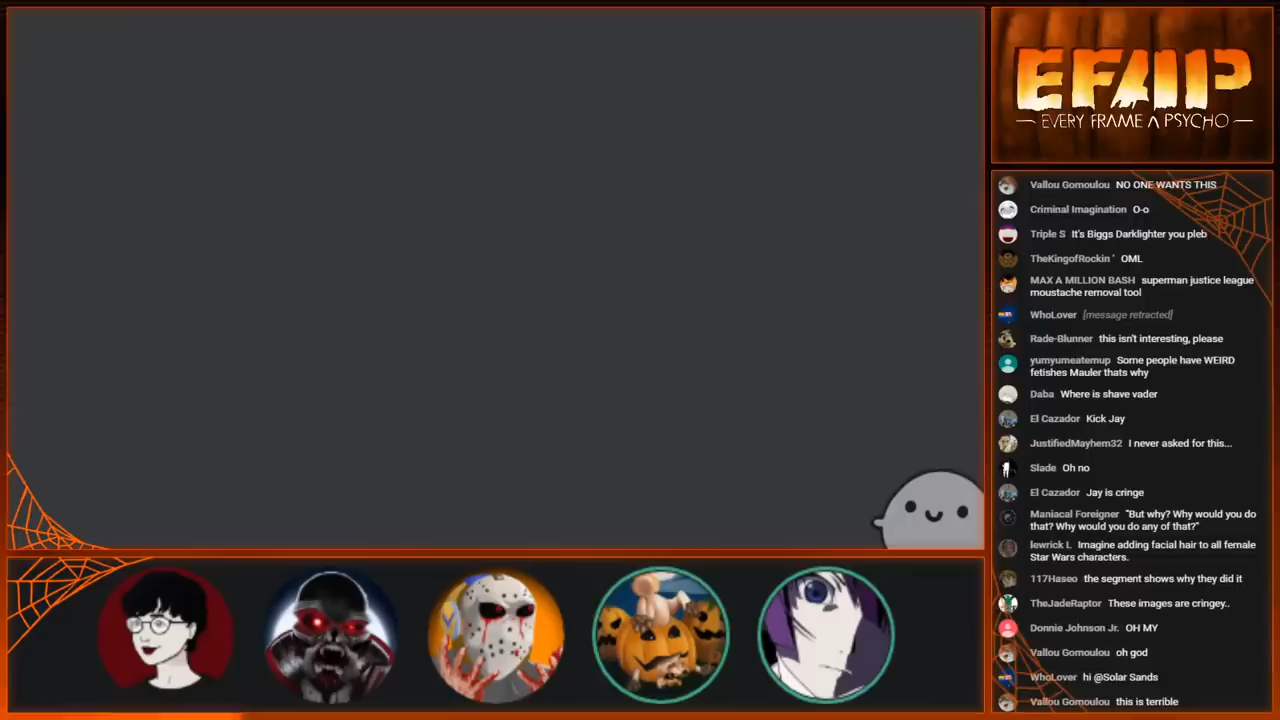 EFAP
EVERY FRAME A PSYCHO
Vallou Gomoulou NO ONE WANTS THIS
Criminal Imagination O-o
Triple S It's Biggs Darklighter you pleb
TheKingofRockin ' OML
MAX A MILLION BASH superman justice league
moustache removal tool
WhoLover [message retracted]
Rade-Blunner this isn't interesting, please
yumyumeatemup Some people have WEIRD
fetishes Mauler thats why
Daba Where is shave vader
El Cazador Kick Jay
JustifiedMayhem32 I never asked for this...
Slade Oh no
El Cazador Jay is cringe
Maniacal Foreigner "But why? Why would you do
that? Why would you do any of that?"
lewrick L Imagine adding facial hair to all female
Star Wars characters.
117Haseo the segment shows why they did it
TheJadeRaptor These images are cringey..
Donnie Johnson Jr. OH MY
Vallou Gomoulou oh god
WhoLover hi @Solar Sands
Vallou Gomoulou this is terrible